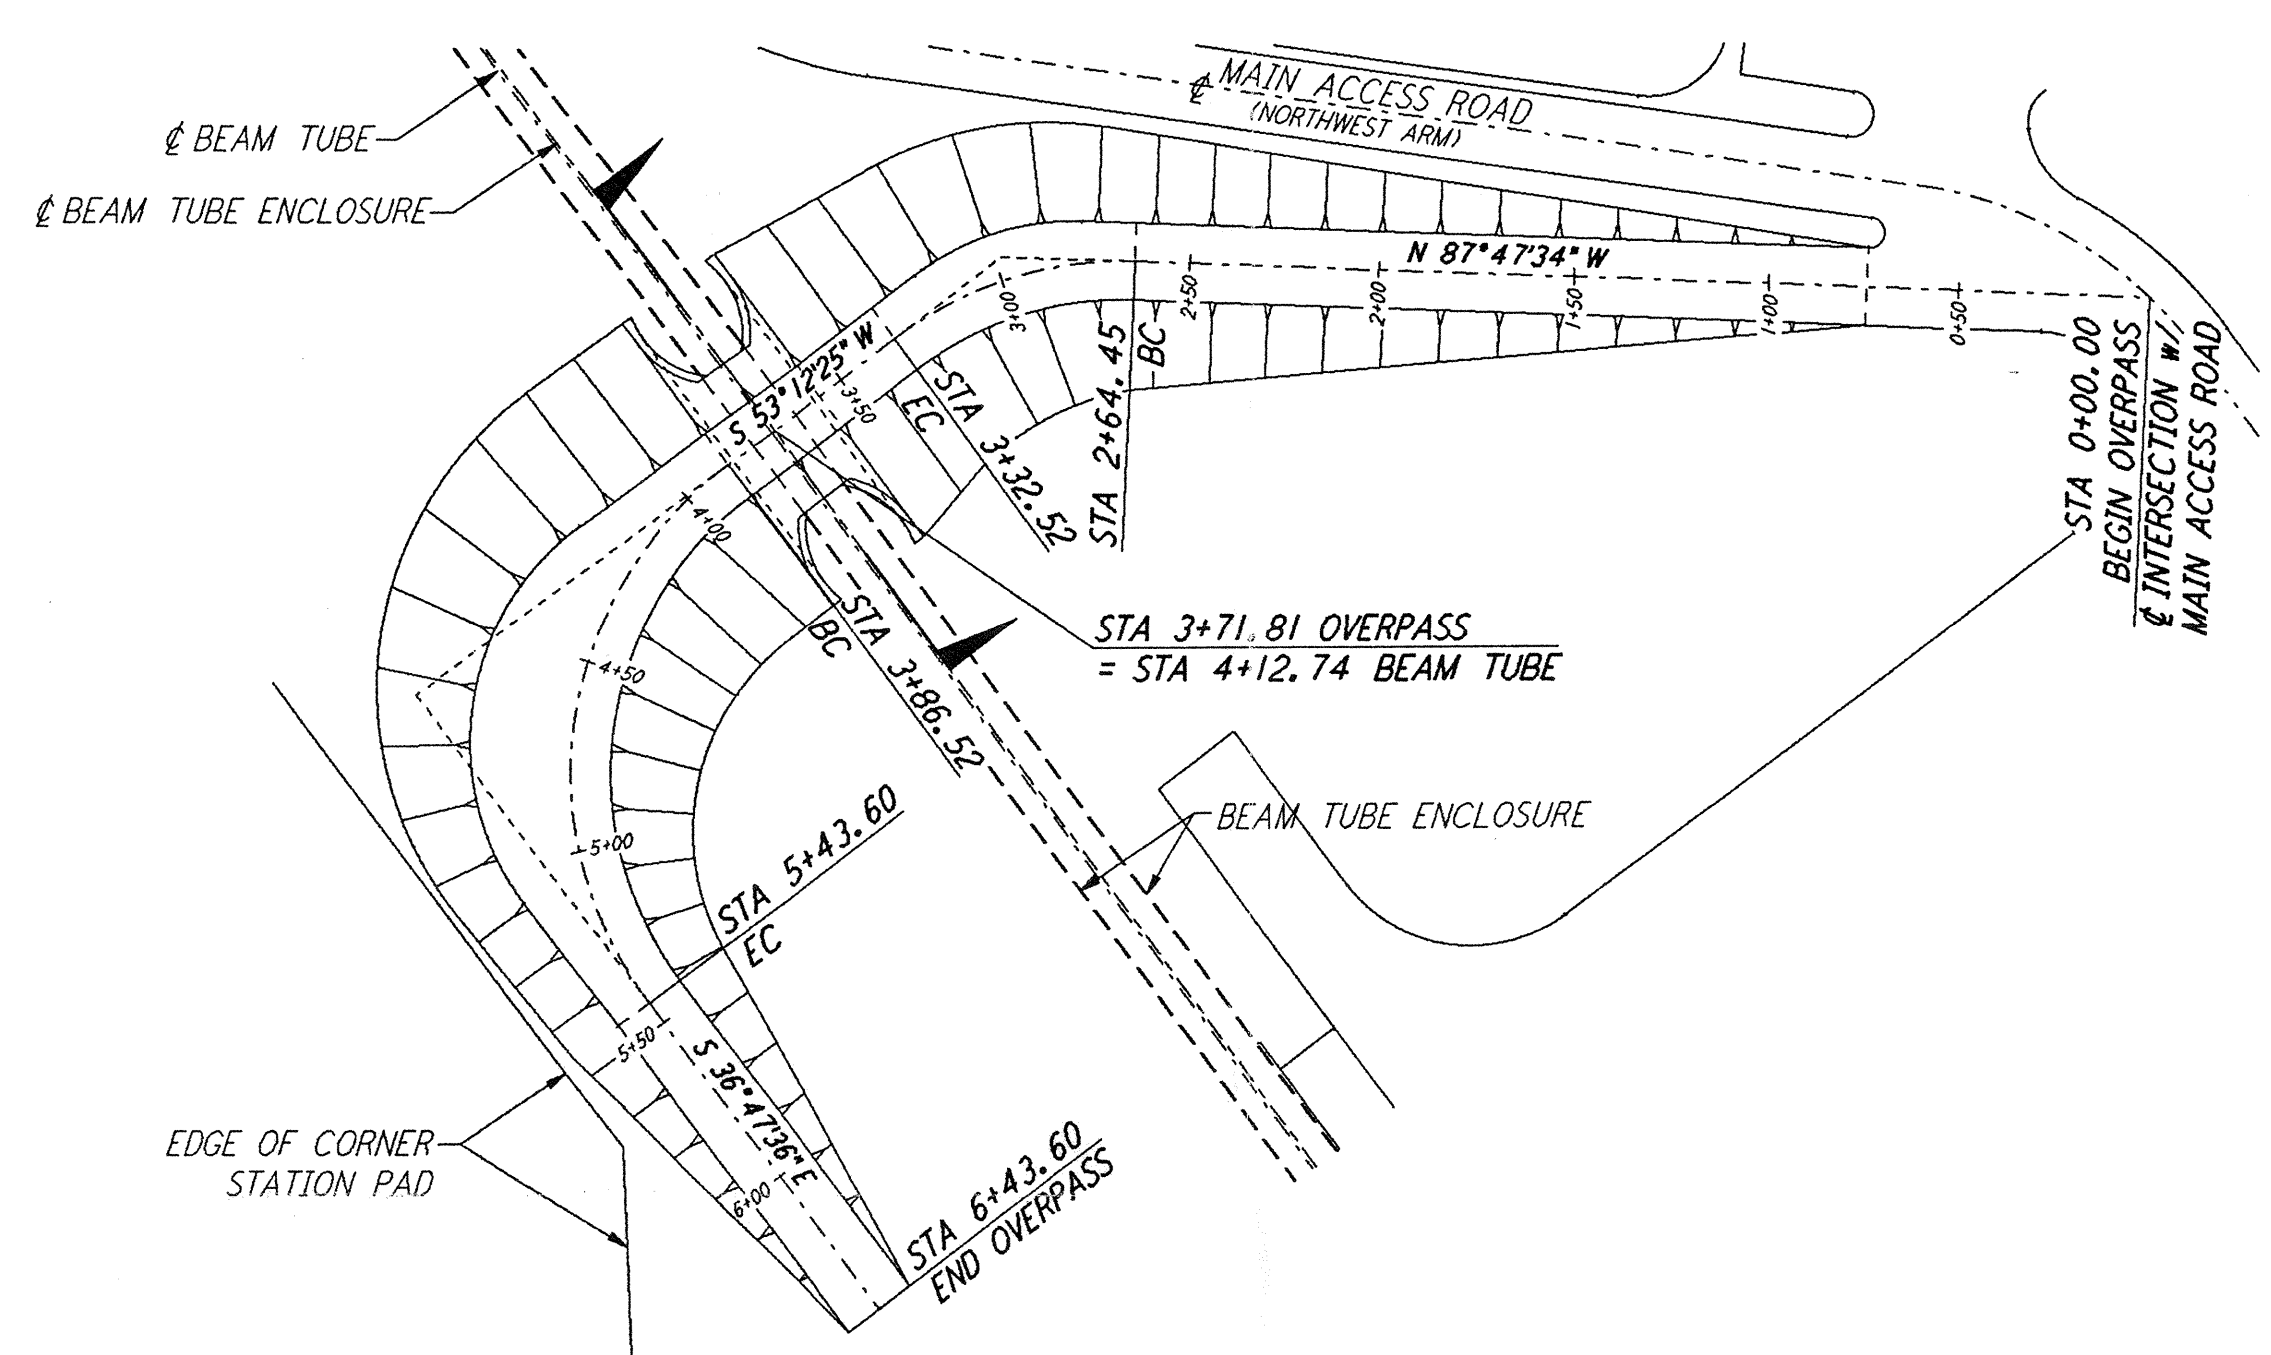 ℄ MAIN ACCESS ROAD
(NORTHWEST ARM)
℄ BEAM TUBE
℄ BEAM TUBE ENCLOSURE
N 87°47'34" W
0+50
1+00
1+50
2+00
2+50
3+00
3+50
4+00
4+50
5+00
5+50
6+00
S 53°12'25" W
STA 0+00.00
BEGIN OVERPASS
℄ INTERSECTION w/
MAIN ACCESS ROAD
STA 2+64.45
BC
STA 3+32.52
EC
STA 3+71.81 OVERPASS
= STA 4+12.74 BEAM TUBE
STA 3+86.52
BC
BEAM TUBE ENCLOSURE
STA 5+43.60
EC
S 36°47'36" E
EDGE OF CORNER
STATION PAD
STA 6+43.60
END OVERPASS